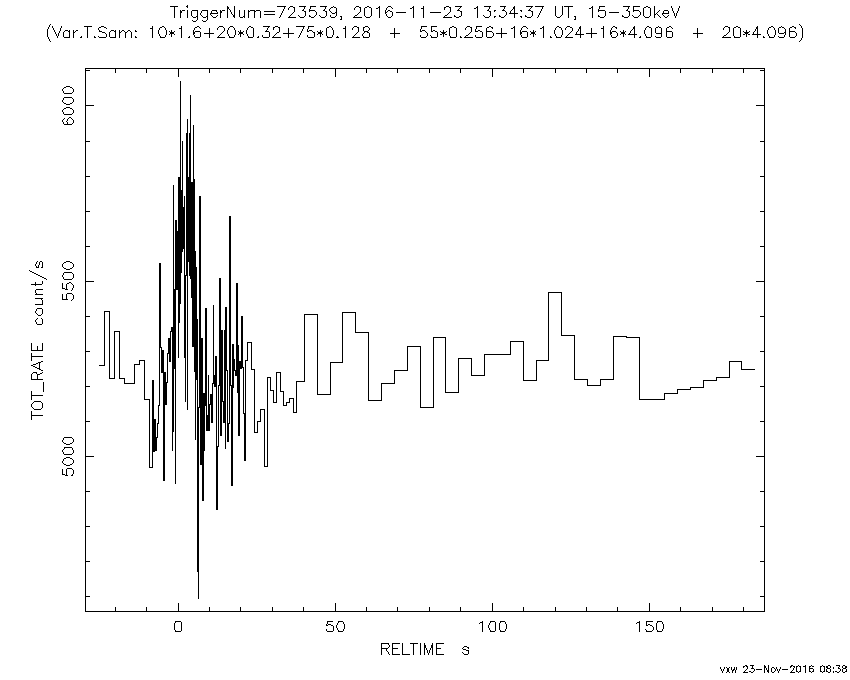 TriggerNum=723539, 2016-11-23 13:34:37 UT, 15-350keV
(Var.T.Sam: 10*1.6+20*0.32+75*0.128 + 55*0.256+16*1.024+16*4.096 + 20*4.096)
6000
5500
5000
TOT_RATE count/s
0 50 100 150
RELTIME s
vxw 23-Nov-2016 08:38